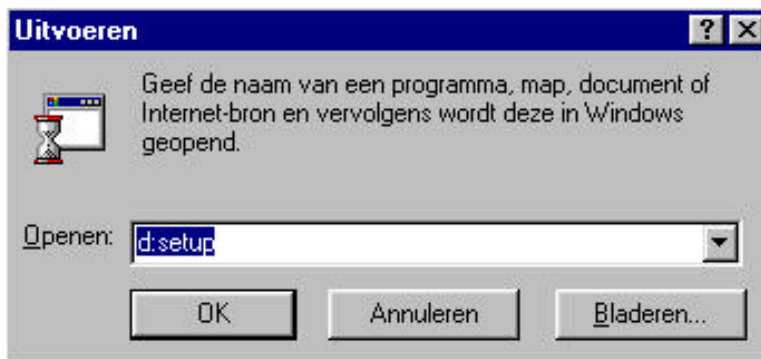 Uitvoeren
Geef de naam van een programma, map, document of
Internet-bron en vervolgens wordt deze in Windows
geopend.
Openen: d:setup
OK Annuleren Bladeren...